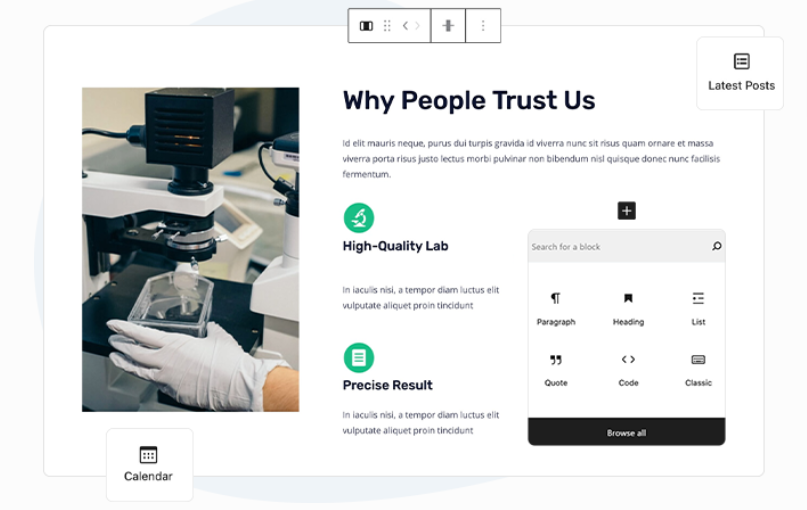 Latest Posts
Why People Trust Us
Id elit mauris neque, purus dui turpis gravida id viverra nunc sit risus quam ornare et massa
viverra porta risus justo lectus morbi pulvinar non bibendum nisl quisque donec nunc facilisis
fermentum.
High-Quality Lab
In iaculis nisi, a tempor diam luctus elit
vulputate aliquet proin tincidunt
Precise Result
In iaculis nisi, a tempor diam luctus elit
vulputate aliquet proin tincidunt
Search for a block
Paragraph
Heading
List
Quote
Code
Classic
Browse all
Calendar